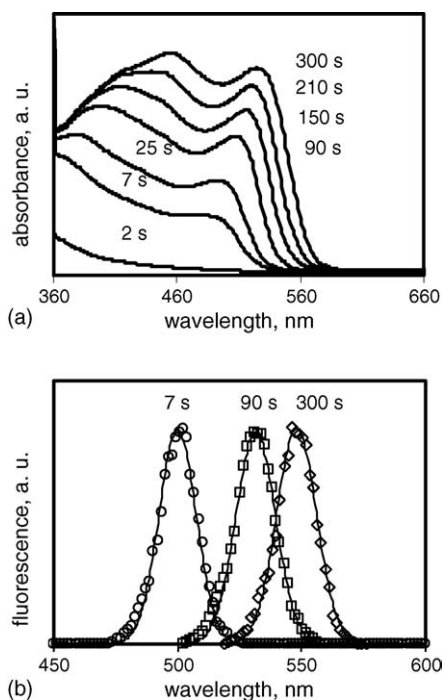 absorbance, a. u.
300 s
210 s
150 s
90 s
25 s
7 s
2 s
360 460 560 660
wavelength, nm
(a)
7 s 90 s 300 s
fluorescence, a. u.
450 500 550 600
wavelength, nm
(b)